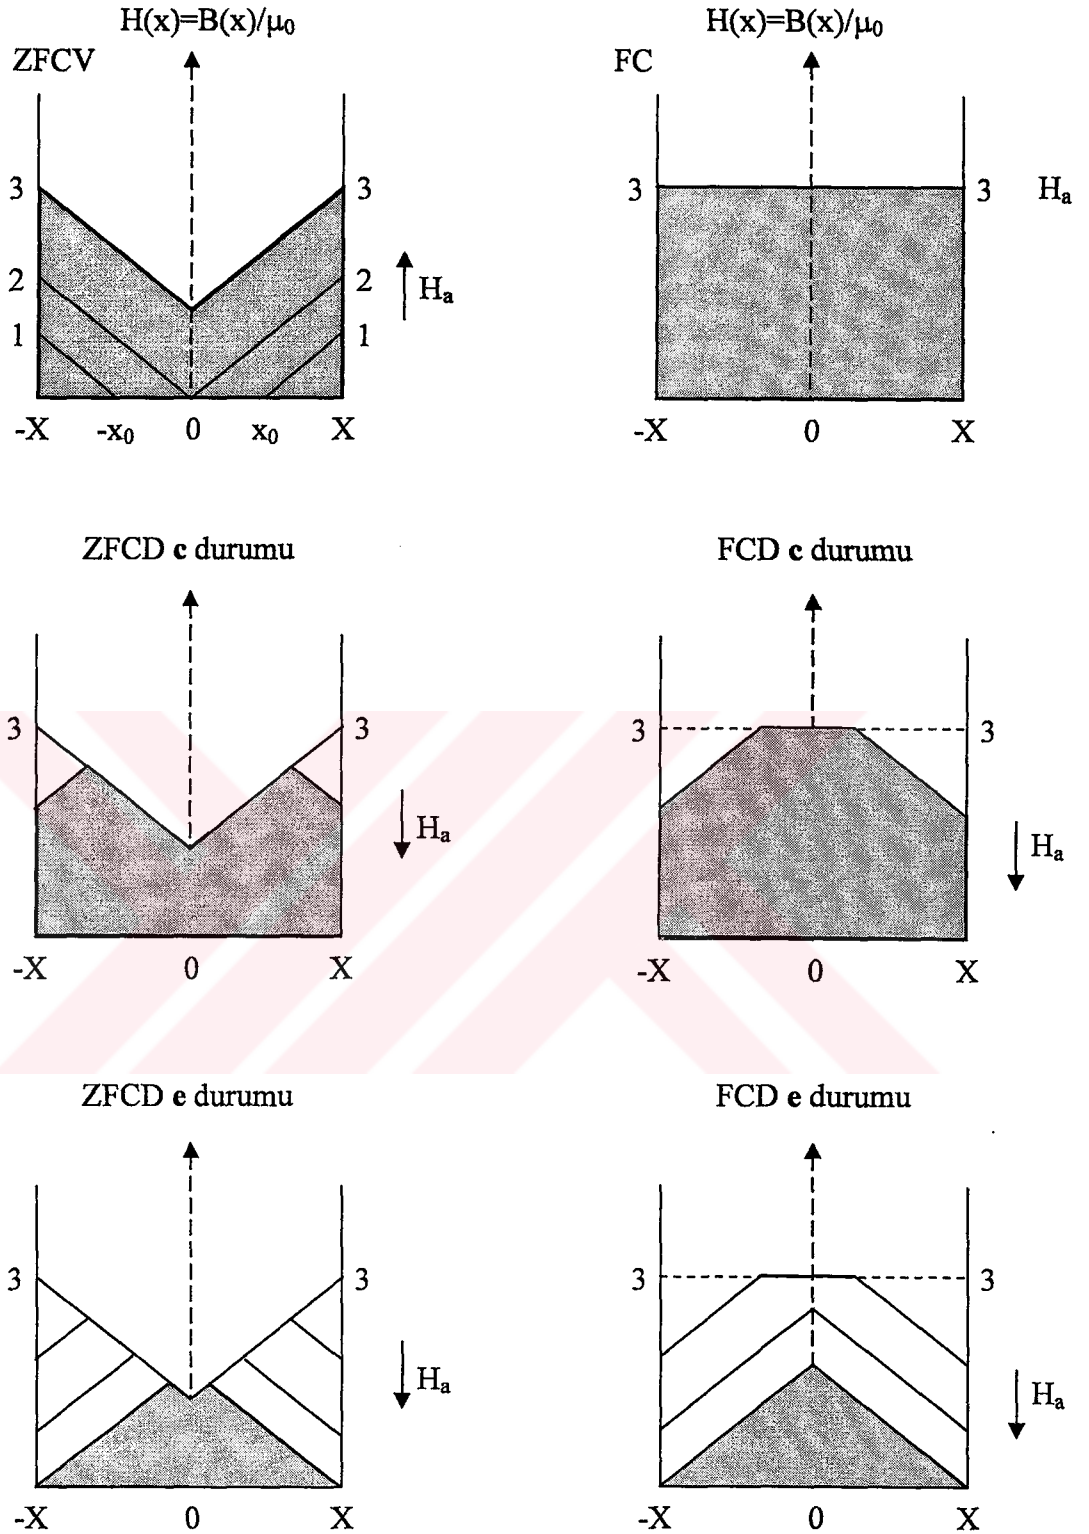 H(x)=B(x)/μ₀ H(x)=B(x)/μ₀
ZFCV FC
3 3 3 3 Hₐ
2 2 Hₐ
1 1
-X -x₀ 0 x₀ X -X 0 X
ZFCD c durumu FCD c durumu
3 3 3 3
Hₐ Hₐ
-X 0 X -X 0 X
ZFCD e durumu FCD e durumu
3 3 3 3
Hₐ Hₐ
-X 0 X -X 0 X